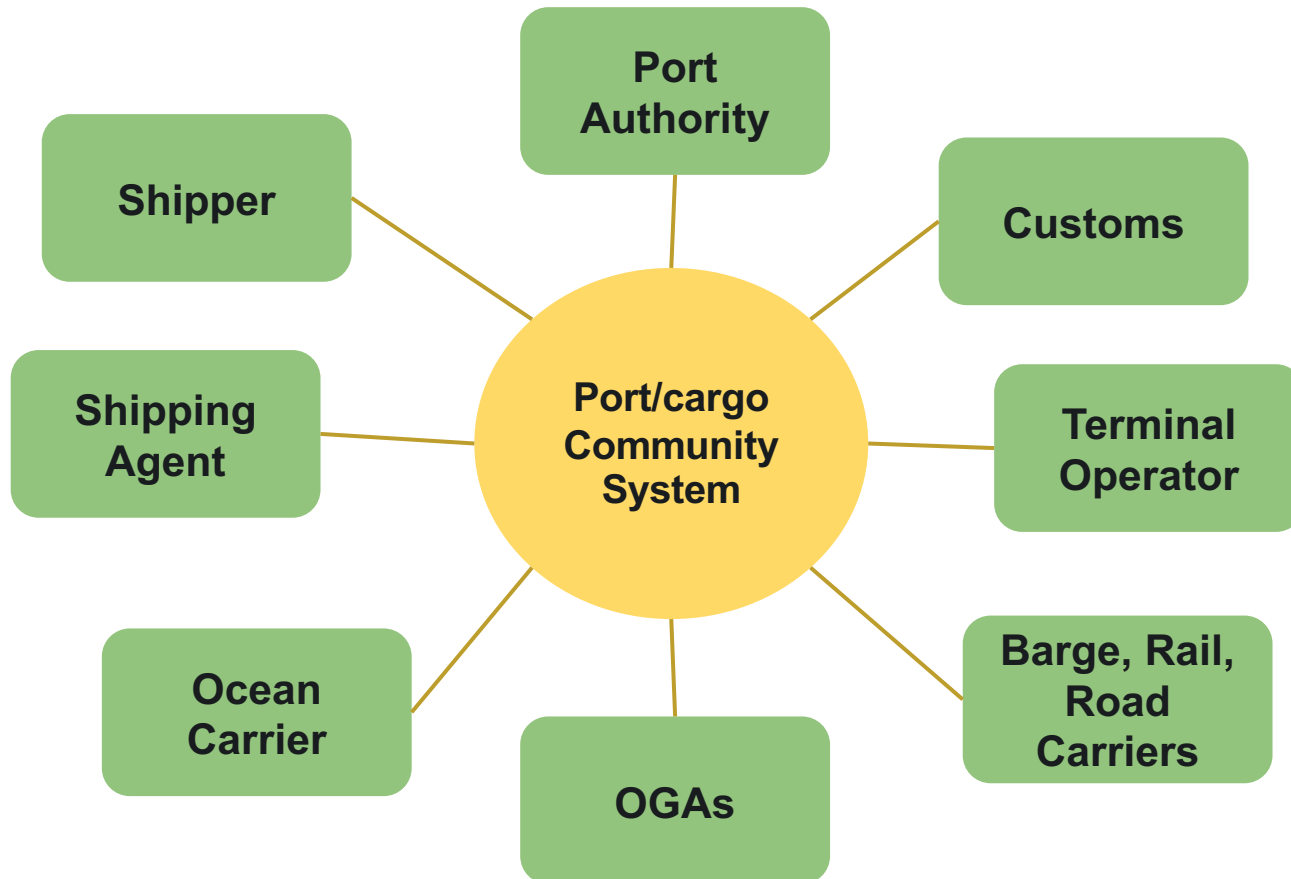 Port
Authority
Shipper
Customs
Shipping
Agent
Port/cargo
Community
System
Terminal
Operator
Ocean
Carrier
OGAs
Barge, Rail,
Road
Carriers